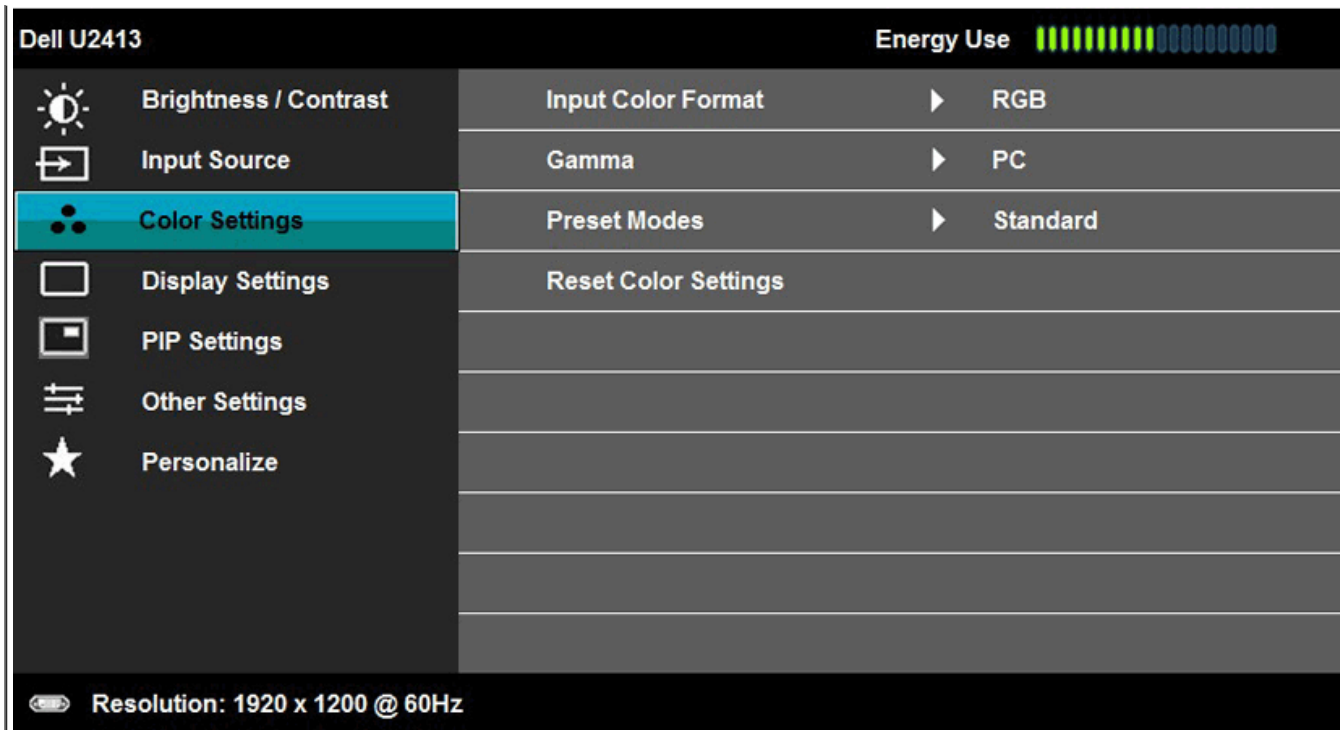 Dell U2413 Energy Use
Brightness / Contrast Input Color Format RGB
Input Source Gamma PC
Color Settings Preset Modes Standard
Display Settings Reset Color Settings
PIP Settings
Other Settings
Personalize
Resolution: 1920 x 1200 @ 60Hz